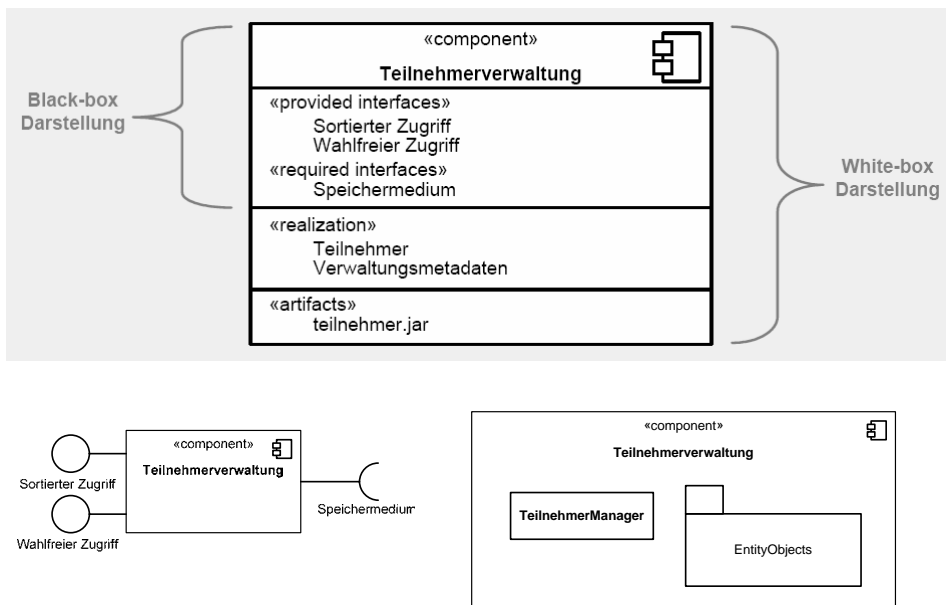 Black-box
Darstellung
«component»
Teilnehmerverwaltung
«provided interfaces»
Sortierter Zugriff
Wahlfreier Zugriff
«required interfaces»
Speichermedium
«realization»
Teilnehmer
Verwaltungsmetadaten
«artifacts»
teilnehmer.jar
White-box
Darstellung
«component»
Teilnehmerverwaltung
Sortierter Zugriff
Wahlfreier Zugriff
Speichermedium
«component»
Teilnehmerverwaltung
TeilnehmerManager
EntityObjects